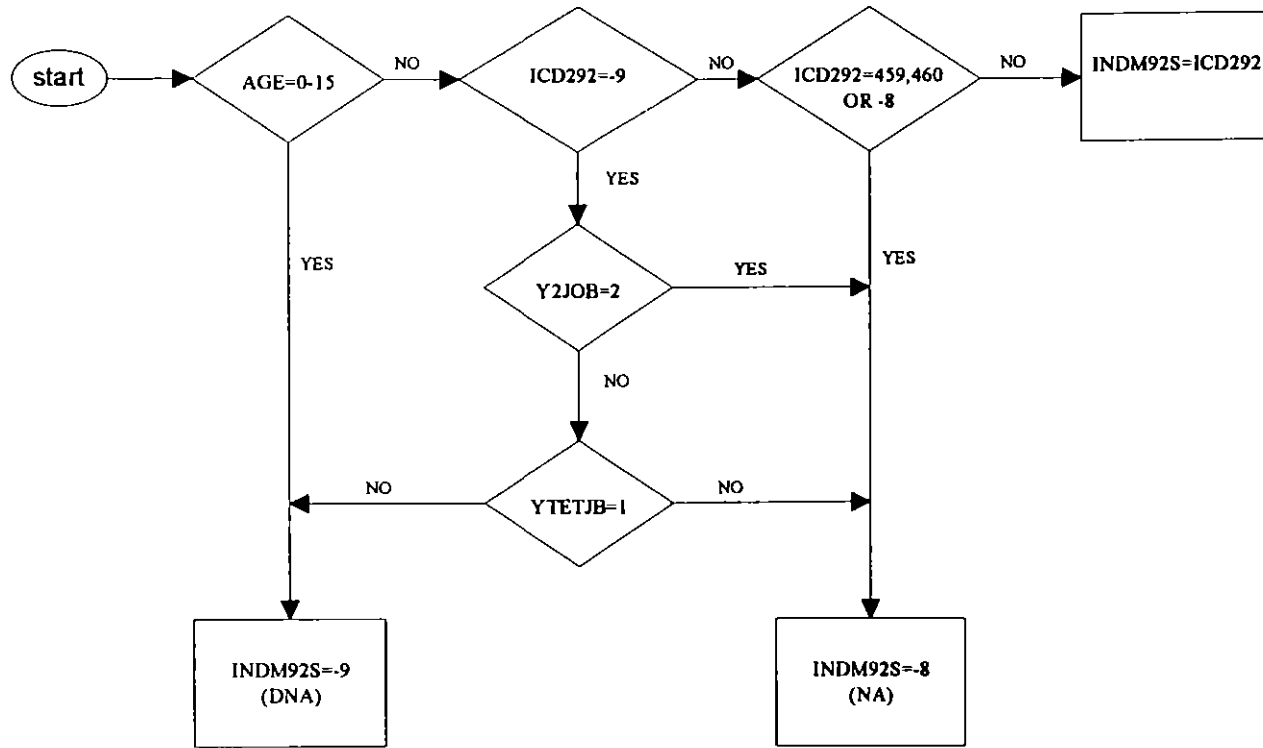 start
AGE=0-15
NO
ICD292=-9
NO
ICD292=459,460
OR -8
NO
INDM92S=ICD292
YES
YES
Y2JOB=2
YES
YES
NO
NO
YTETJB=1
NO
INDM92S=-9
(DNA)
INDM92S=-8
(NA)